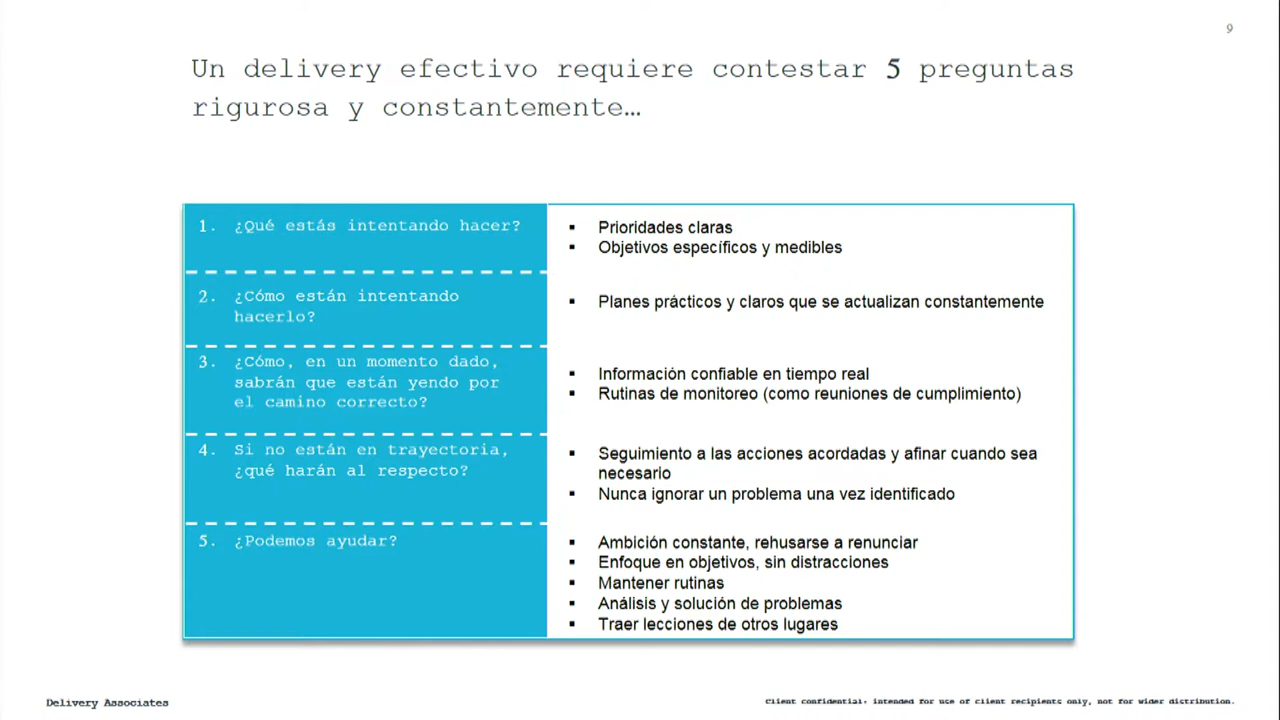 9
Un delivery efectivo requiere contestar 5 preguntas
rigurosa y constantemente…
1. ¿Qué estás intentando hacer?
▪ Prioridades claras
▪ Objetivos específicos y medibles
2. ¿Cómo están intentando
hacerlo?
▪ Planes prácticos y claros que se actualizan constantemente
3. ¿Cómo, en un momento dado,
sabrán que están yendo por
el camino correcto?
▪ Información confiable en tiempo real
▪ Rutinas de monitoreo (como reuniones de cumplimiento)
4. Si no están en trayectoria,
¿qué harán al respecto?
▪ Seguimiento a las acciones acordadas y afinar cuando sea
necesario
▪ Nunca ignorar un problema una vez identificado
5. ¿Podemos ayudar?
▪ Ambición constante, rehusarse a renunciar
▪ Enfoque en objetivos, sin distracciones
▪ Mantener rutinas
▪ Análisis y solución de problemas
▪ Traer lecciones de otros lugares
Delivery Associates
Client confidential: intended for use of client recipients only, not for wider distribution.